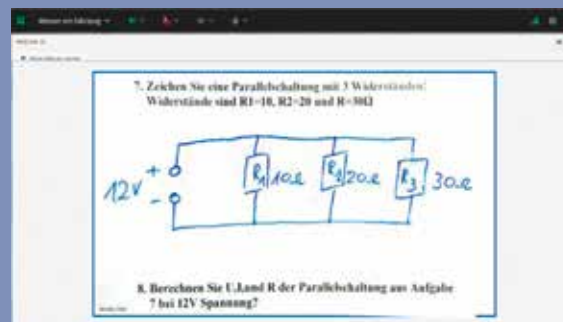 7. Zeichen Sie eine Parallelschaltung mit 3 Widerständen:
Widerstände sind R1=10, R2=20 und R=30Ω
12V + - R1 10Ω R2 20Ω R3 30Ω
8. Berechnen Sie U,I,and R der Parallelschaltung aus Aufgabe
7 bei 12V Spannung?